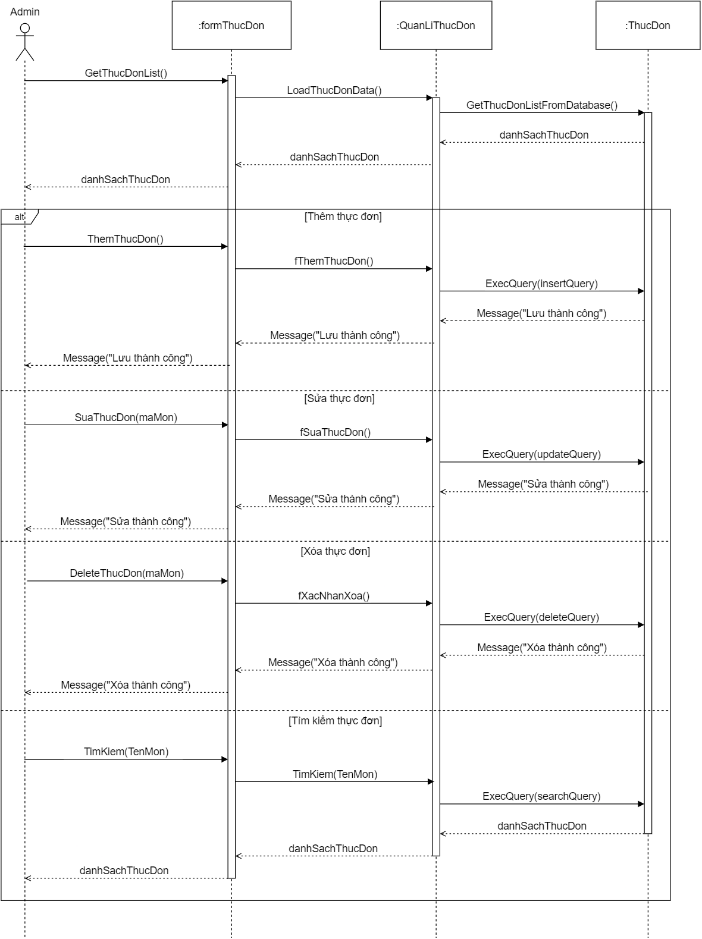 Admin
:formThucDon
:QuanLiThucDon
:ThucDon
GetThucDonList()
LoadThucDonData()
GetThucDonListFromDatabase()
danhSachThucDon
danhSachThucDon
danhSachThucDon
alt
[Thêm thực đơn]
ThemThucDon()
fThemThucDon()
ExecQuery(insertQuery)
Message("Lưu thành công")
Message("Lưu thành công")
Message("Lưu thành công")
[Sửa thực đơn]
SuaThucDon(maMon)
fSuaThucDon()
ExecQuery(updateQuery)
Message("Sửa thành công")
Message("Sửa thành công")
Message("Sửa thành công")
[Xóa thực đơn]
DeleteThucDon(maMon)
fXacNhanXoa()
ExecQuery(deleteQuery)
Message("Xóa thành công")
Message("Xóa thành công")
Message("Xóa thành công")
[Tìm kiếm thực đơn]
TimKiem(TenMon)
TimKiem(TenMon)
ExecQuery(searchQuery)
danhSachThucDon
danhSachThucDon
danhSachThucDon